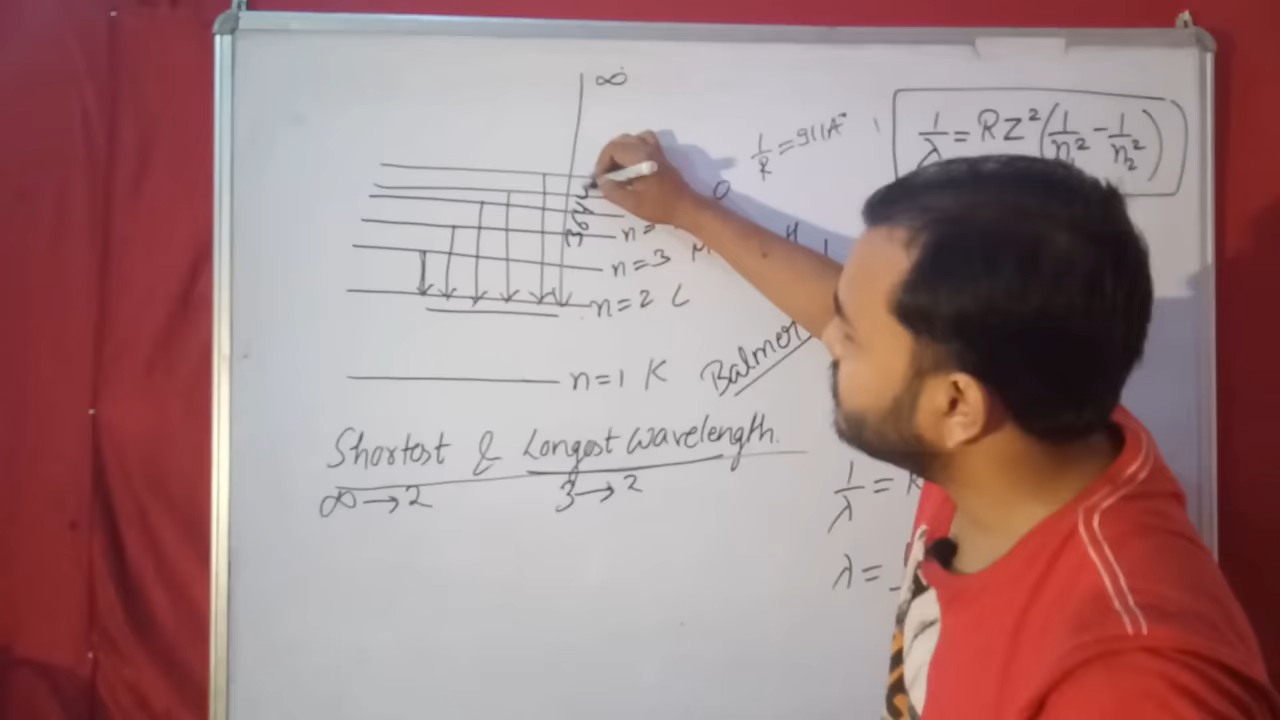 ∞
1/R = 911A°
1/λ = RZ²(1/n₁² - 1/n₂²)
364
n=
n=3 M
n=2 L
n=1 K
Balmer
Shortest & Longest wavelength.
∞→2 3→2
1/λ =
λ =